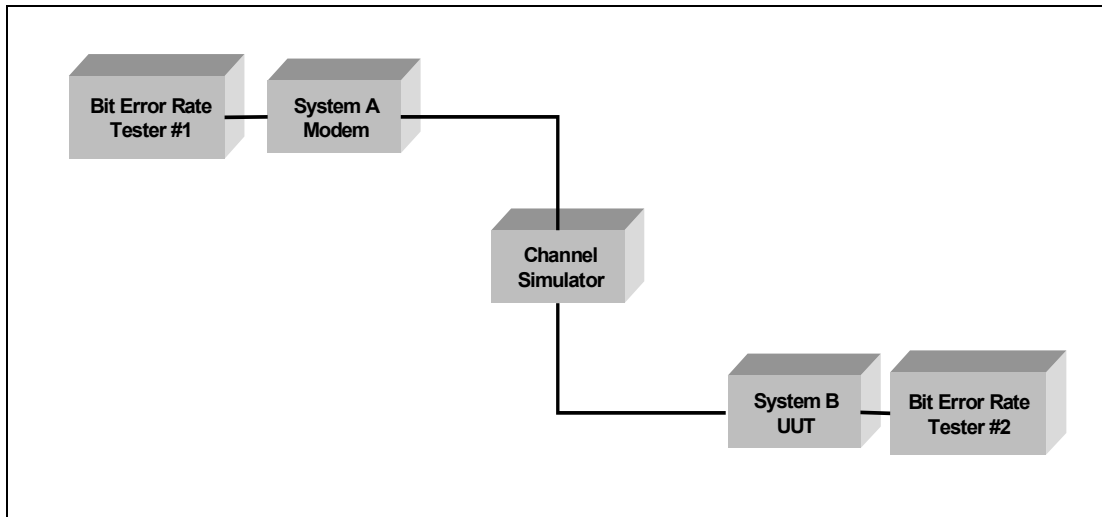 Bit Error Rate
Tester #1
System A
Modem
Channel
Simulator
System B
UUT
Bit Error Rate
Tester #2